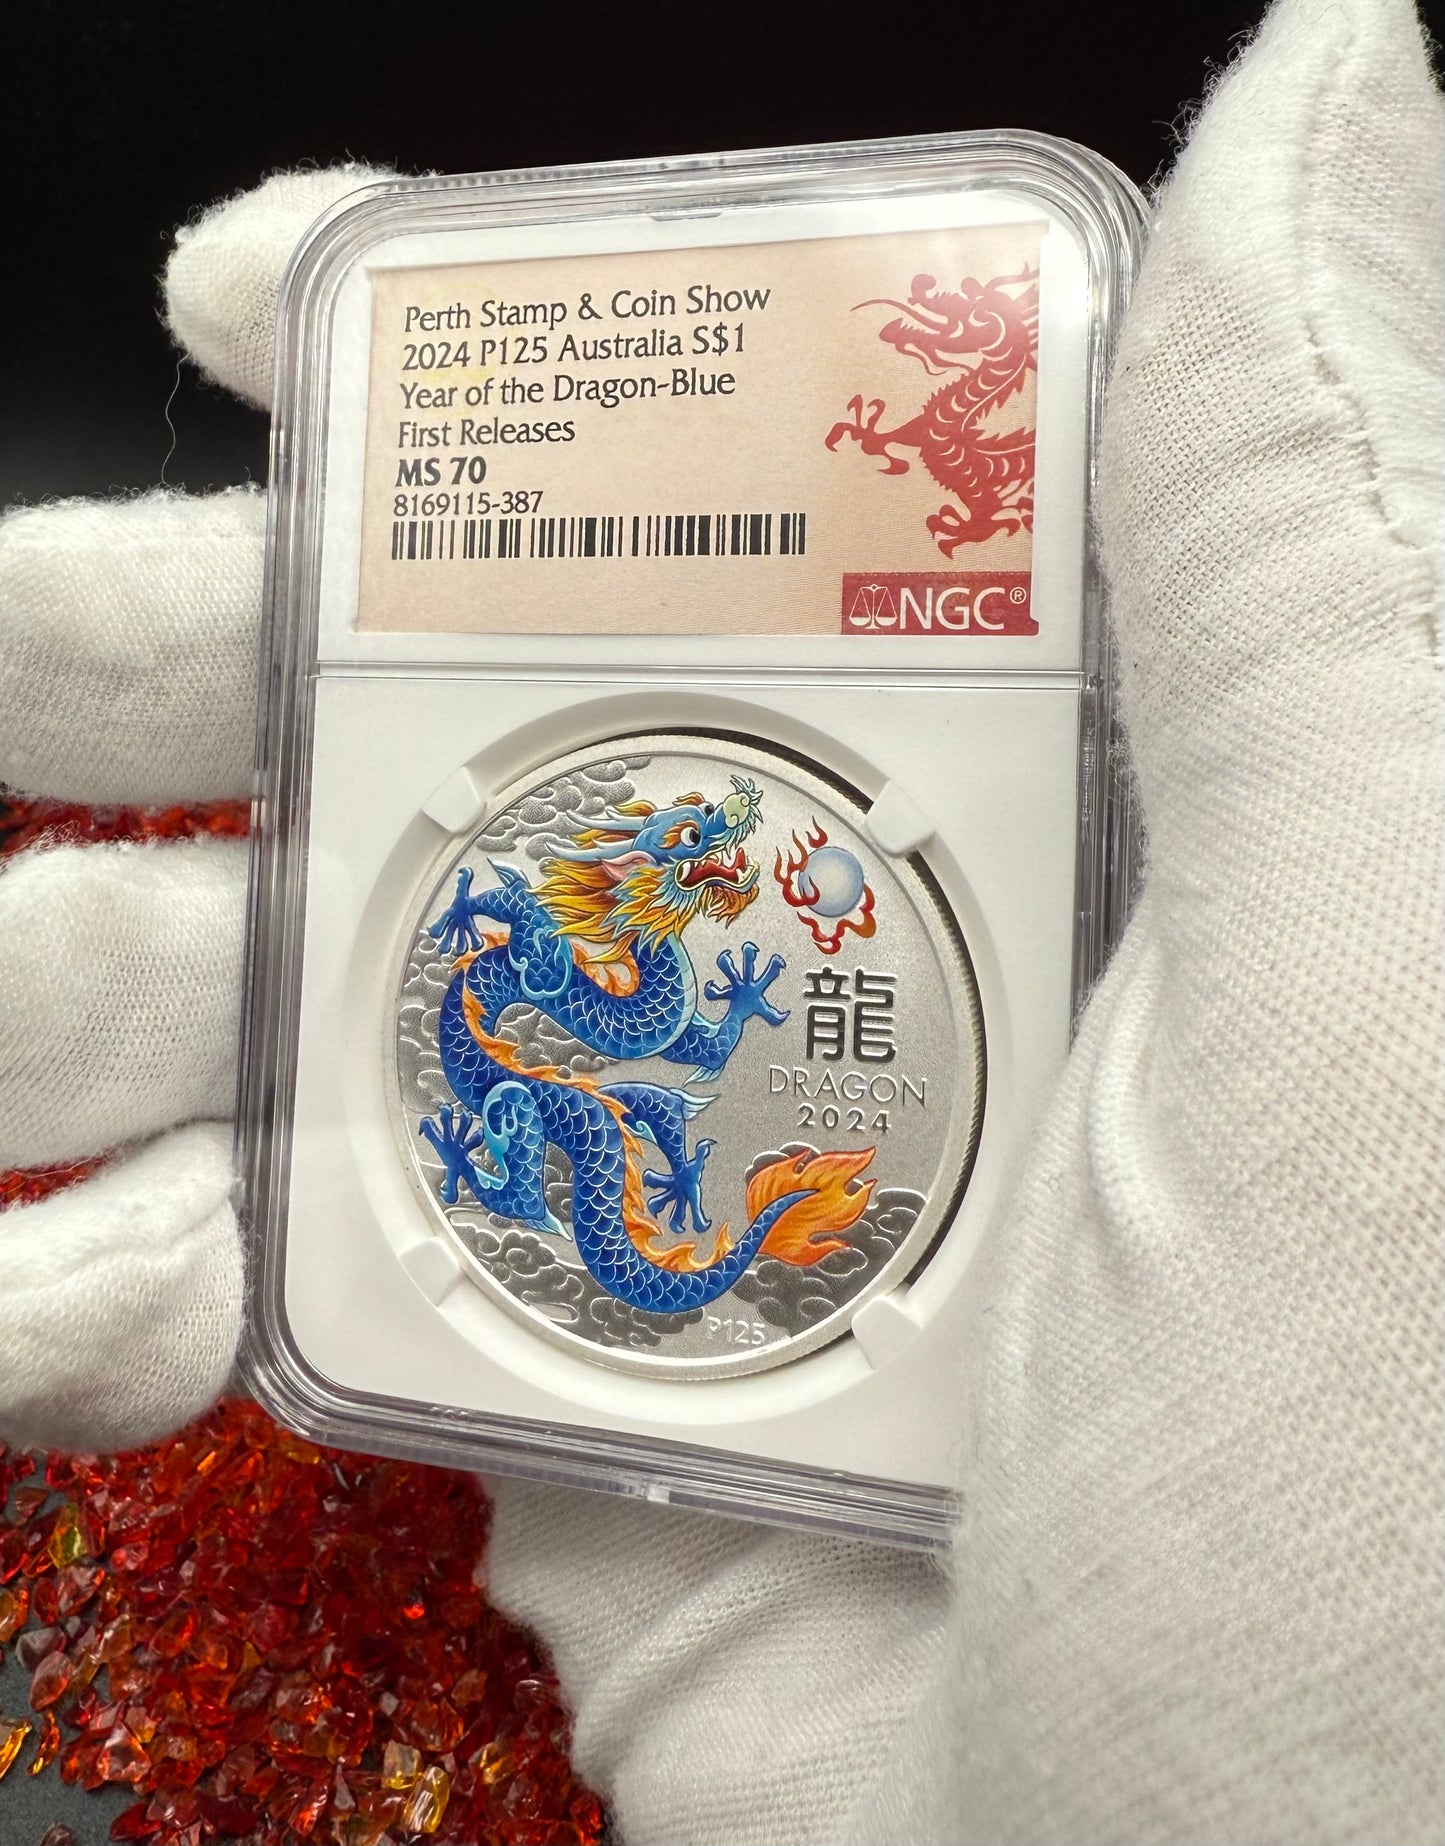 Perth Stamp & Coin Show
2024 P125 Australia S$1
Year of the Dragon-Blue
First Releases
MS 70
8169115-387
NGC®
龍
DRAGON
2024
P125